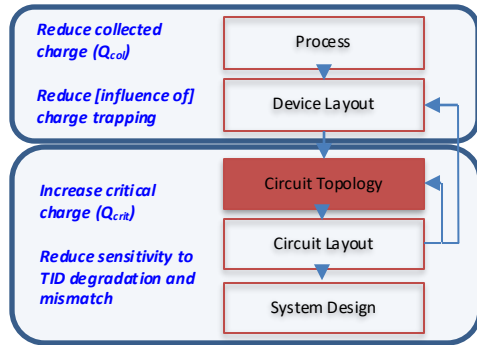 Reduce collected
charge (Qcol)
Process
Reduce [influence of]
charge trapping
Device Layout
Increase critical
charge (Qcrit)
Circuit Topology
Reduce sensitivity to
TID degradation and
mismatch
Circuit Layout
System Design